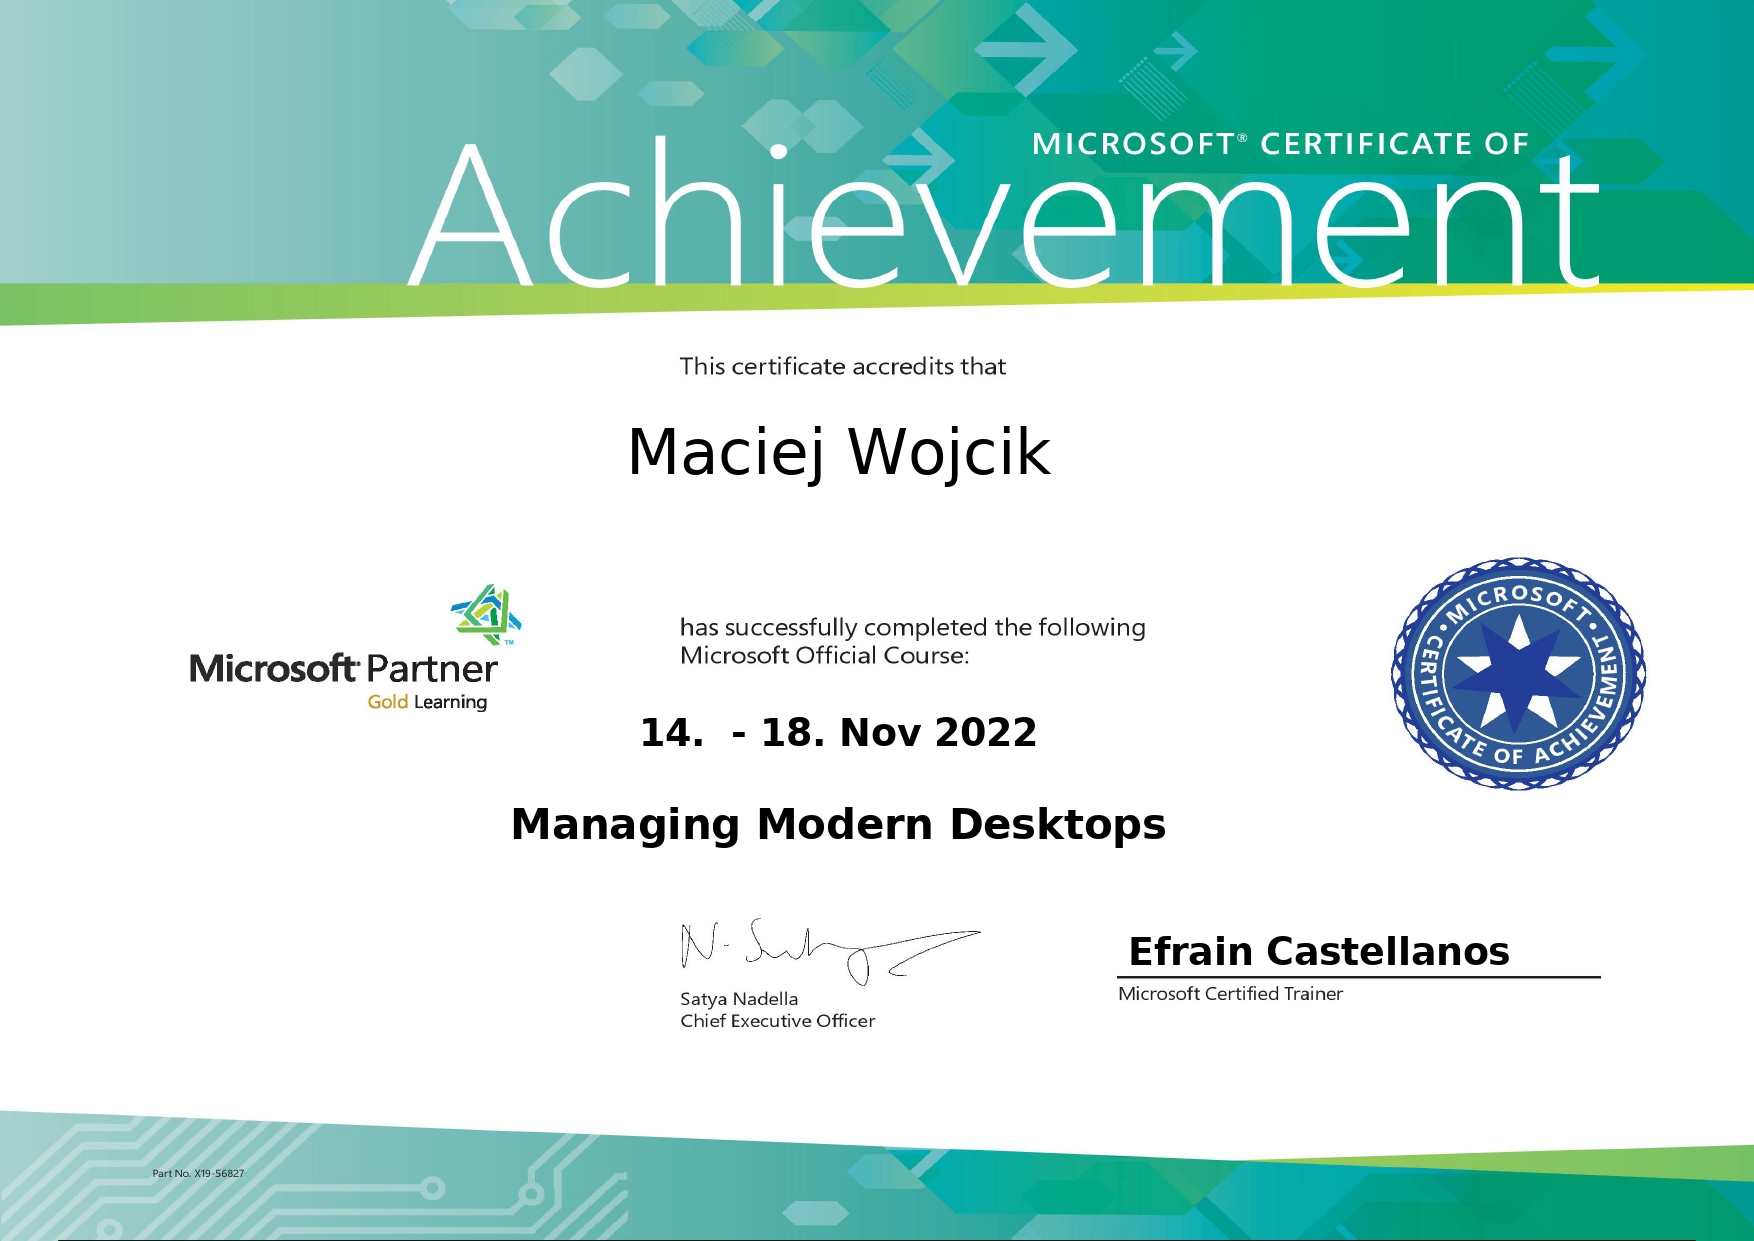 MICROSOFT® CERTIFICATE OF
Achievement
This certificate accredits that
Maciej Wojcik
has successfully completed the following
Microsoft Official Course:
Microsoft Partner
Gold Learning
14.  - 18. Nov 2022
Managing Modern Desktops
MICROSOFT • CERTIFICATE OF ACHIEVEMENT •
N. Satya
Satya Nadella
Chief Executive Officer
Efrain Castellanos
Microsoft Certified Trainer
Part No. X19-56827